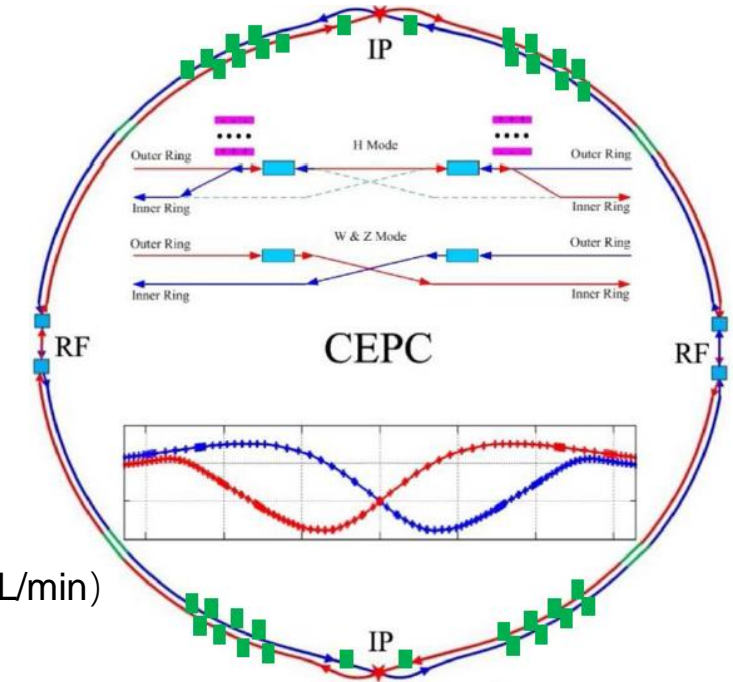 IP
H Mode
Outer Ring
Outer Ring
Inner Ring
Inner Ring
W & Z Mode
Outer Ring
Outer Ring
Inner Ring
Inner Ring
RF
CEPC
RF
L/min）
IP